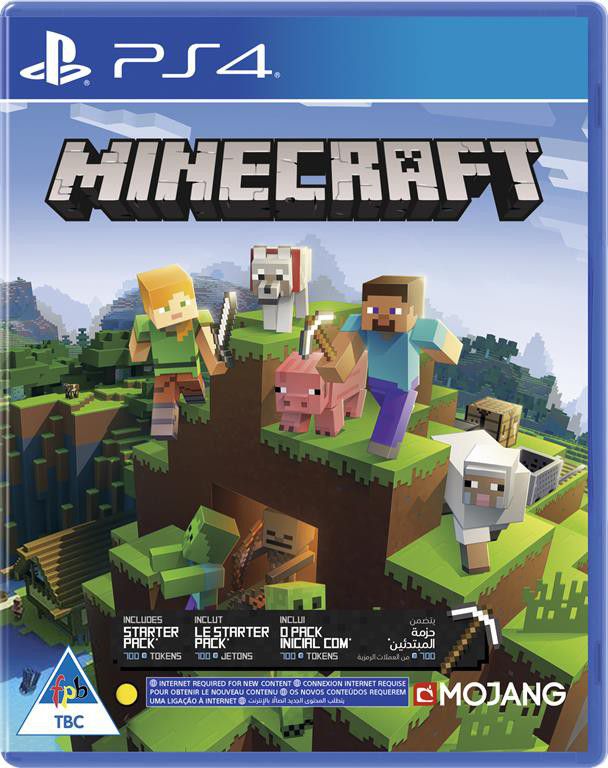 PS4
MINECRAFT
INCLUDES
STARTER
PACK*
700 TOKENS
INCLUT
LE STARTER
PACK*
700 JETONS
INCLUI
O PACK
INICIAL COM*
700 TOKENS
يتضمن
حزمة
المبتدئين*
700 من العملات الرمزية
INTERNET REQUIRED FOR NEW CONTENT CONNEXION INTERNET REQUISE
POUR OBTENIR LE NOUVEAU CONTENU OS NOVOS CONTEÚDOS REQUEREM
UMA LIGAÇÃO À INTERNET يتطلب المحتوى الجديد اتصالًا بالإنترنت
fpb
TBC
MOJANG